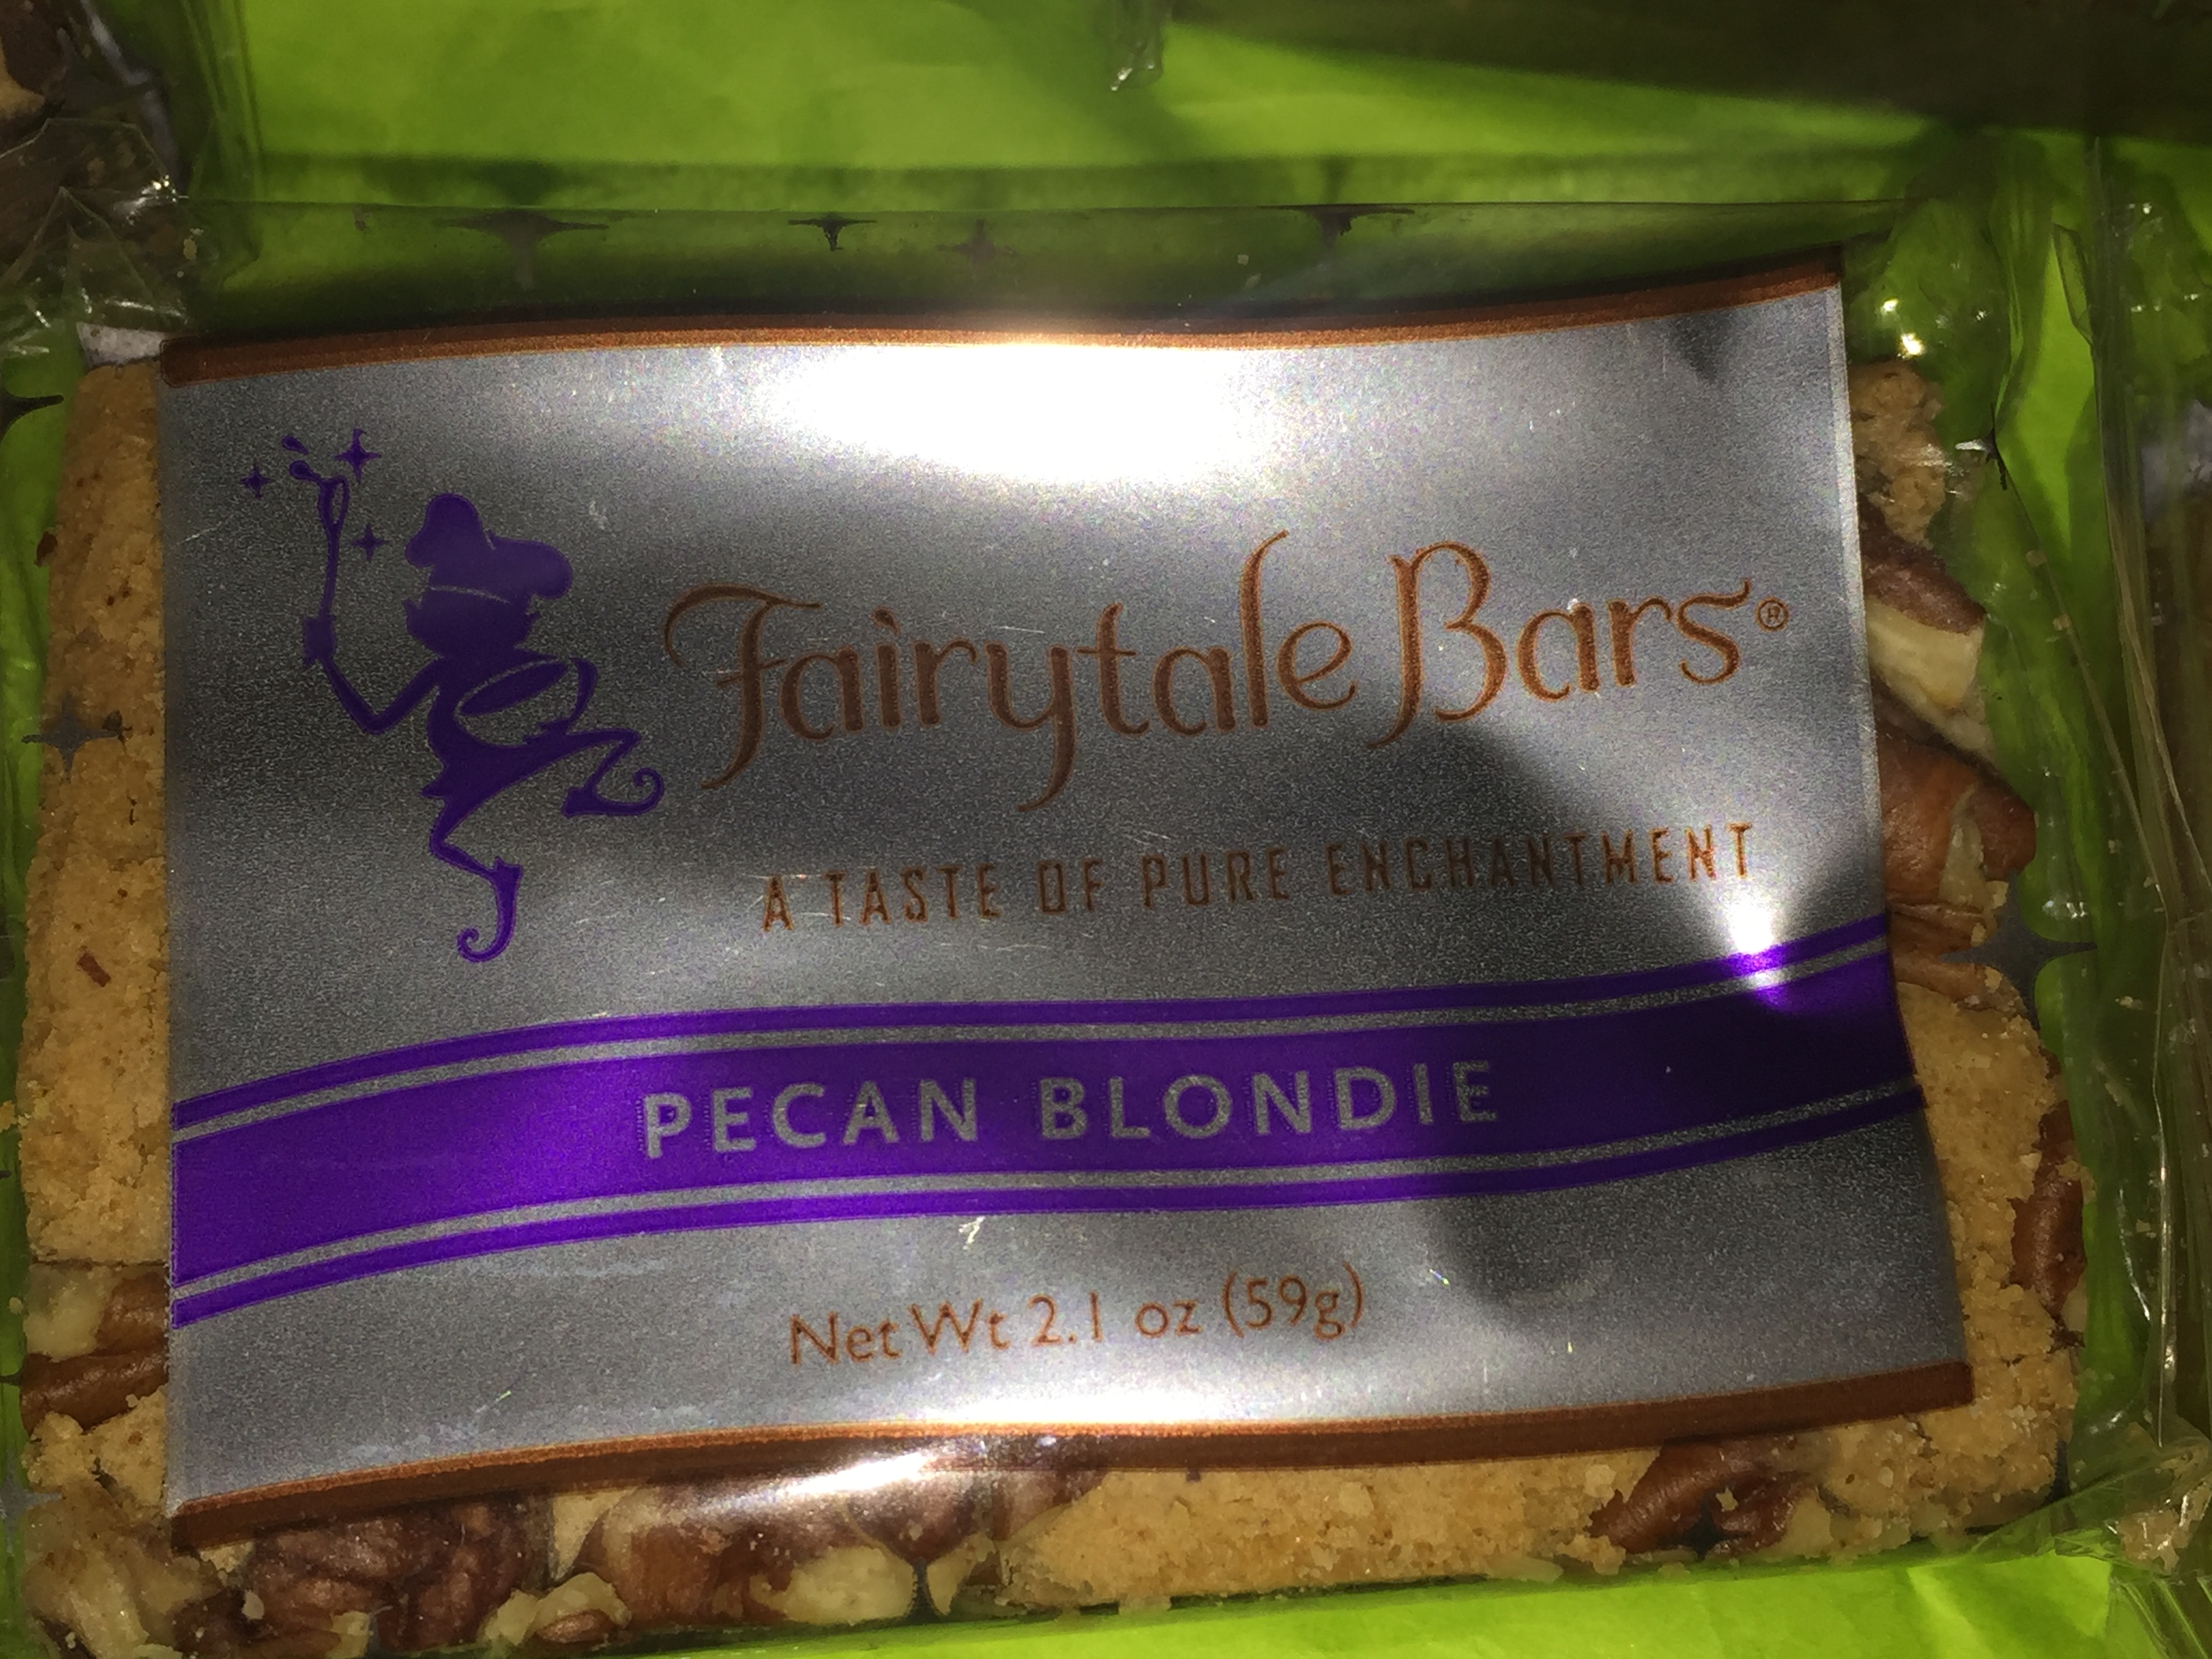 Fairytale Bars®
A TASTE OF PURE ENCHANTMENT
PECAN BLONDIE
Net Wt 2.1 oz (59g)